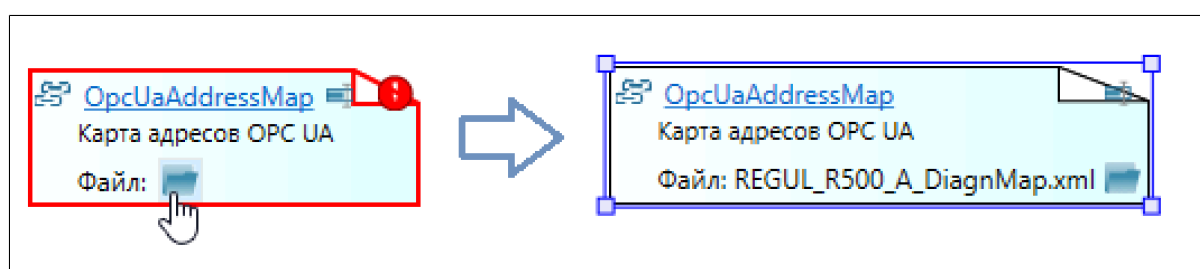 OpcUaAddressMap
Карта адресов OPC UA
Файл:
OpcUaAddressMap
Карта адресов OPC UA
Файл: REGUL_R500_A_DiagnMap.xml